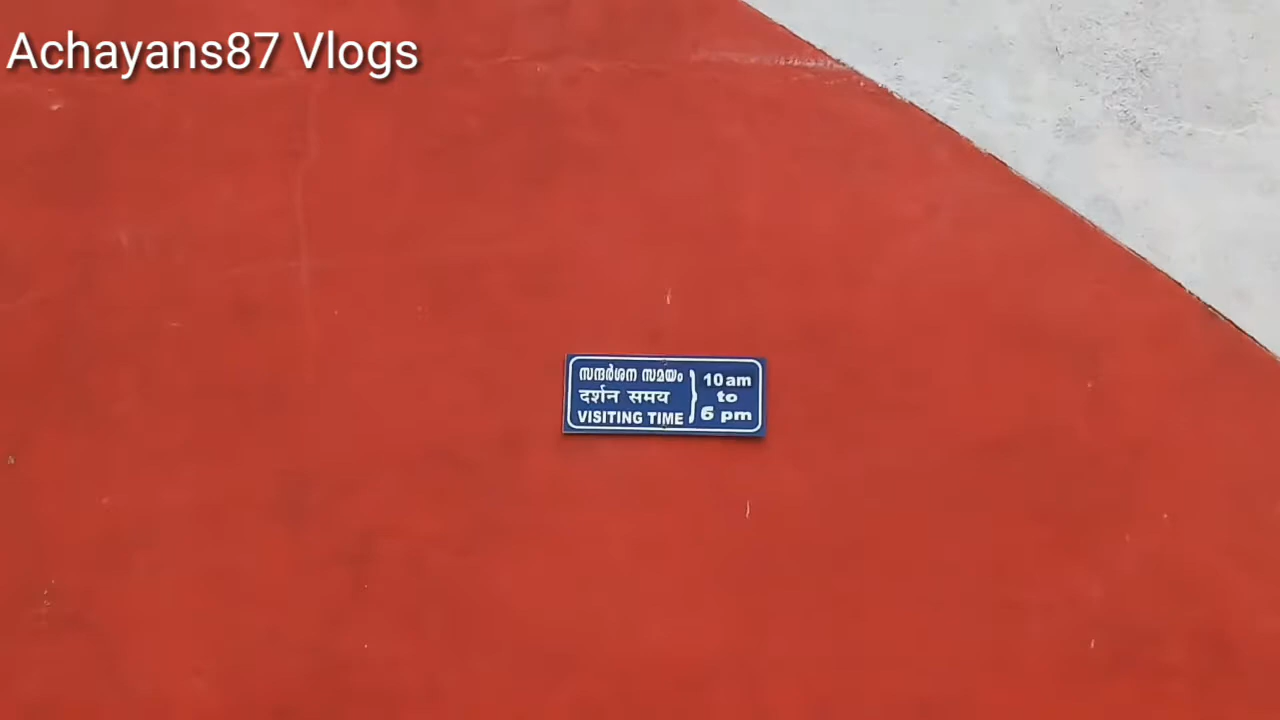 Achayans87 Vlogs
സന്ദർശന സമയം
दर्शन समय
VISITING TIME
10 am
to
6 pm